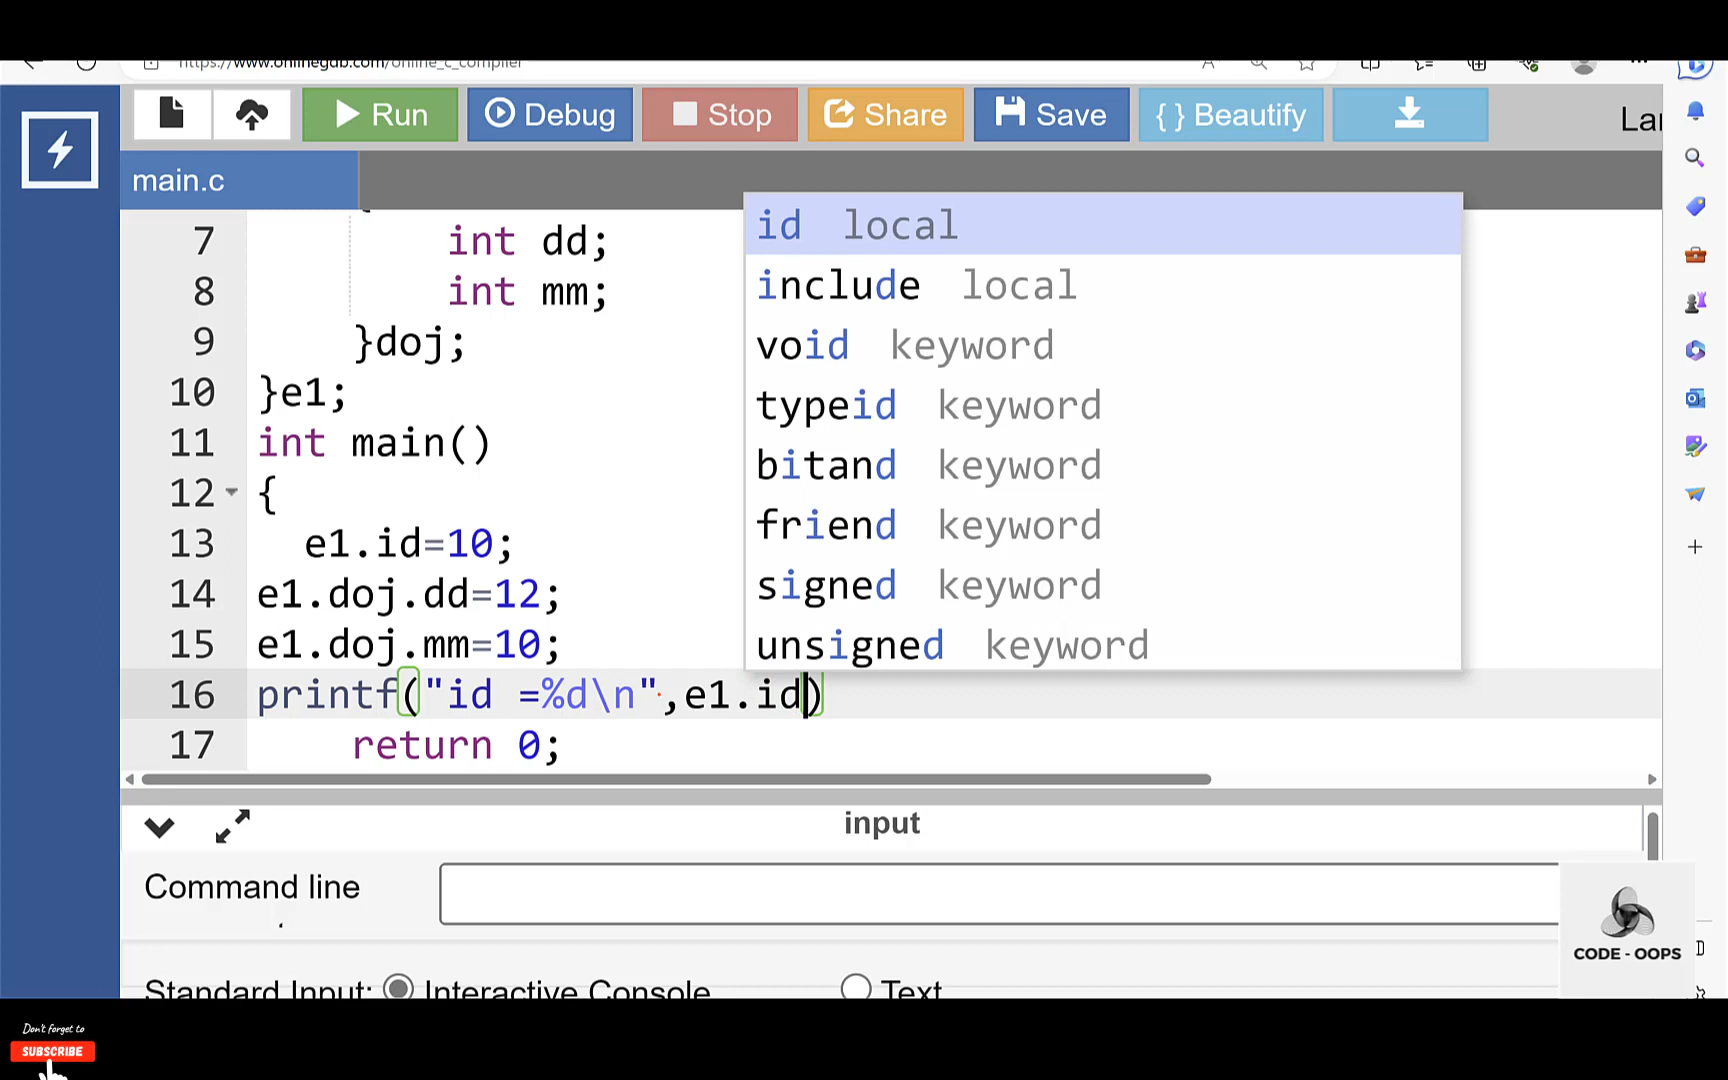 https://www.onlinegdb.com/online_c_compiler
Run
Debug
Stop
Share
Save
{ } Beautify
main.c
7 int dd;
8 int mm;
9 }doj;
10 }e1;
11 int main()
12 {
13 e1.id=10;
14 e1.doj.dd=12;
15 e1.doj.mm=10;
16 printf("id =%d\n",e1.id)
17 return 0;
id local
include local
void keyword
typeid keyword
bitand keyword
friend keyword
signed keyword
unsigned keyword
input
Command line
Standard Input: Interactive Console Text
CODE - OOPS
Don't forget to
SUBSCRIBE